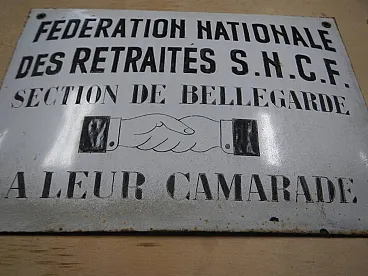 FÉDÉRATION NATIONALE
DES RETRAITÉS S.N.C.F.
SECTION DE BELLEGARDE
A LEUR CAMARADE